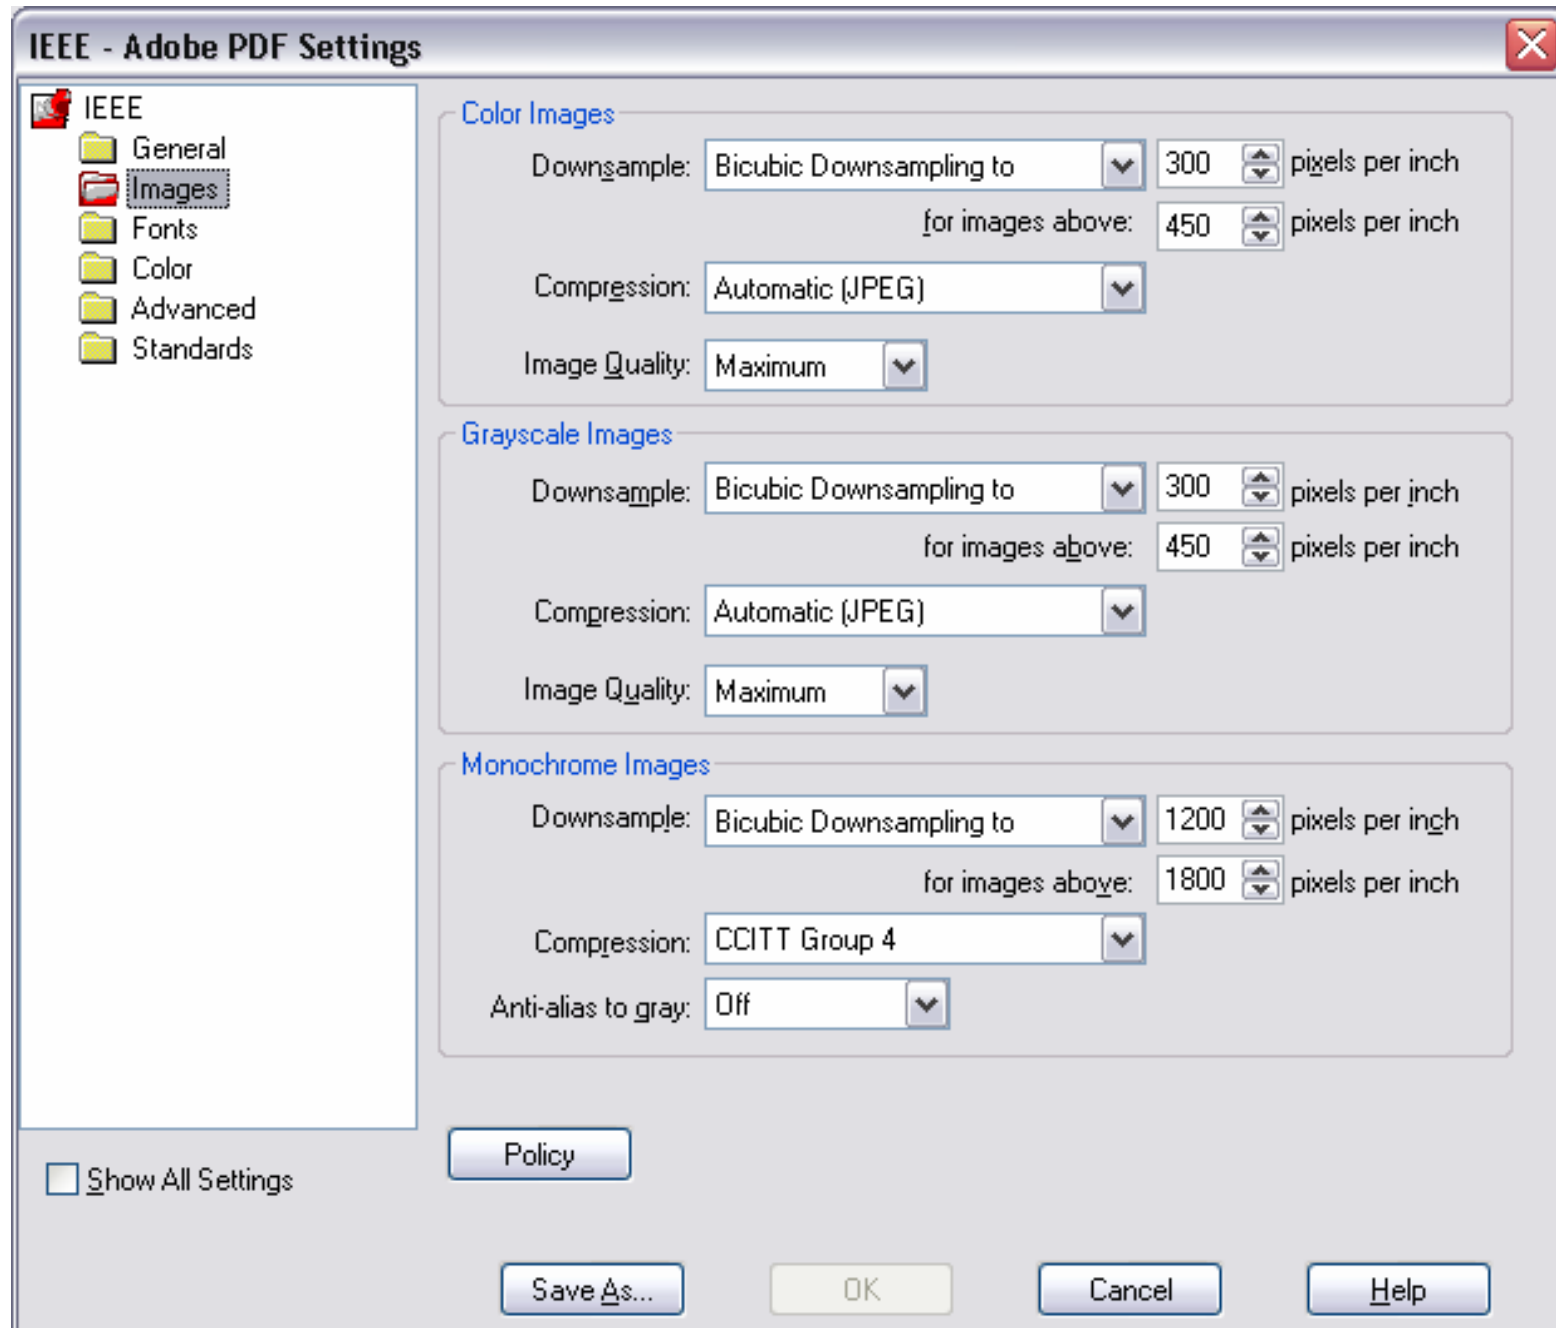 IEEE - Adobe PDF Settings
IEEE
General
Images
Fonts
Color
Advanced
Standards
Show All Settings
Color Images
Downsample: Bicubic Downsampling to 300 pixels per inch
for images above: 450 pixels per inch
Compression: Automatic (JPEG)
Image Quality: Maximum
Grayscale Images
Downsample: Bicubic Downsampling to 300 pixels per inch
for images above: 450 pixels per inch
Compression: Automatic (JPEG)
Image Quality: Maximum
Monochrome Images
Downsample: Bicubic Downsampling to 1200 pixels per inch
for images above: 1800 pixels per inch
Compression: CCITT Group 4
Anti-alias to gray: Off
Policy
Save As... OK Cancel Help